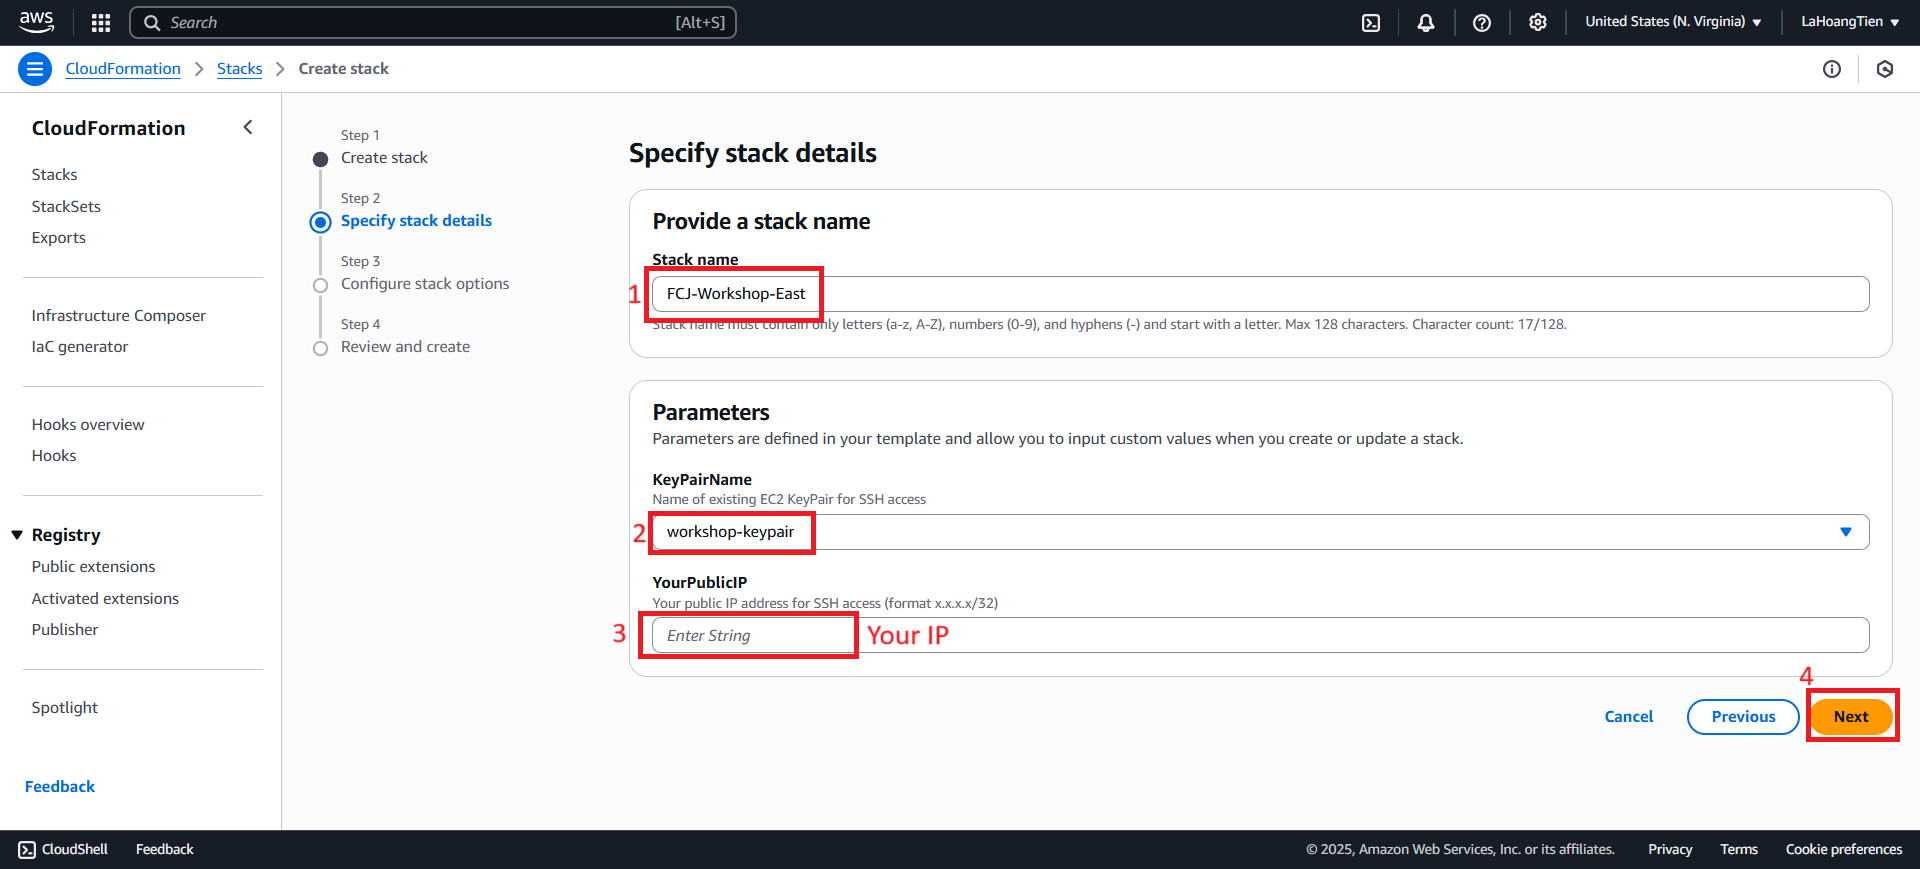 aws
Search [Alt+S]
United States (N. Virginia)
LaHoangTien
CloudFormation
Stacks
Create stack
CloudFormation
Stacks
StackSets
Exports
Infrastructure Composer
IaC generator
Hooks overview
Hooks
Registry
Public extensions
Activated extensions
Publisher
Spotlight
Feedback
Step 1
Create stack
Step 2
Specify stack details
Step 3
Configure stack options
Step 4
Review and create
Specify stack details
Provide a stack name
Stack name
1
FCJ-Workshop-East
Stack name must contain only letters (a-z, A-Z), numbers (0-9), and hyphens (-) and start with a letter. Max 128 characters. Character count: 17/128.
Parameters
Parameters are defined in your template and allow you to input custom values when you create or update a stack.
KeyPairName
Name of existing EC2 KeyPair for SSH access
2
workshop-keypair
YourPublicIP
Your public IP address for SSH access (format x.x.x.x/32)
3
Enter String
Your IP
4
Cancel
Previous
Next
CloudShell
Feedback
© 2025, Amazon Web Services, Inc. or its affiliates.
Privacy
Terms
Cookie preferences